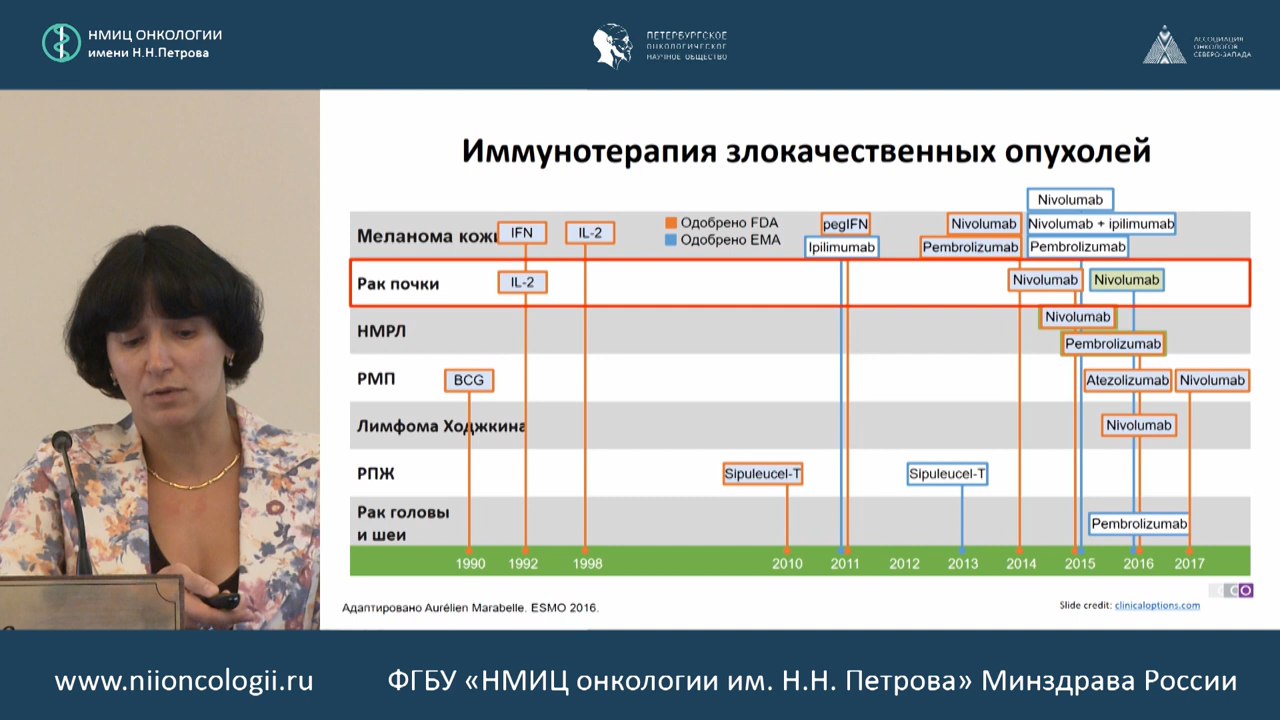 НМИЦ ОНКОЛОГИИ
имени Н.Н.Петрова
ПЕТЕРБУРГСКОЕ
ОНКОЛОГИЧЕСКОЕ
НАУЧНОЕ ОБЩЕСТВО
АССОЦИАЦИЯ
ОНКОЛОГОВ
СЕВЕРО-ЗАПАДА
Иммунотерапия злокачественных опухолей
Nivolumab
Меланома кожи IFN IL-2 Одобрено FDA pegIFN Nivolumab Nivolumab + ipilimumab
Одобрено EMA Ipilimumab Pembrolizumab Pembrolizumab
Рак почки IL-2 Nivolumab Nivolumab
НМРЛ Nivolumab
Pembrolizumab
РМП BCG Atezolizumab Nivolumab
Лимфома Ходжкина Nivolumab
РПЖ Sipuleucel-T Sipuleucel-T
Рак головы
и шеи Pembrolizumab
1990 1992 1998 2010 2011 2012 2013 2014 2015 2016 2017
Адаптировано Aurélien Marabelle. ESMO 2016.
Slide credit: clinicaloptions.com
www.niioncologii.ru ФГБУ «НМИЦ онкологии им. Н.Н. Петрова» Минздрава России